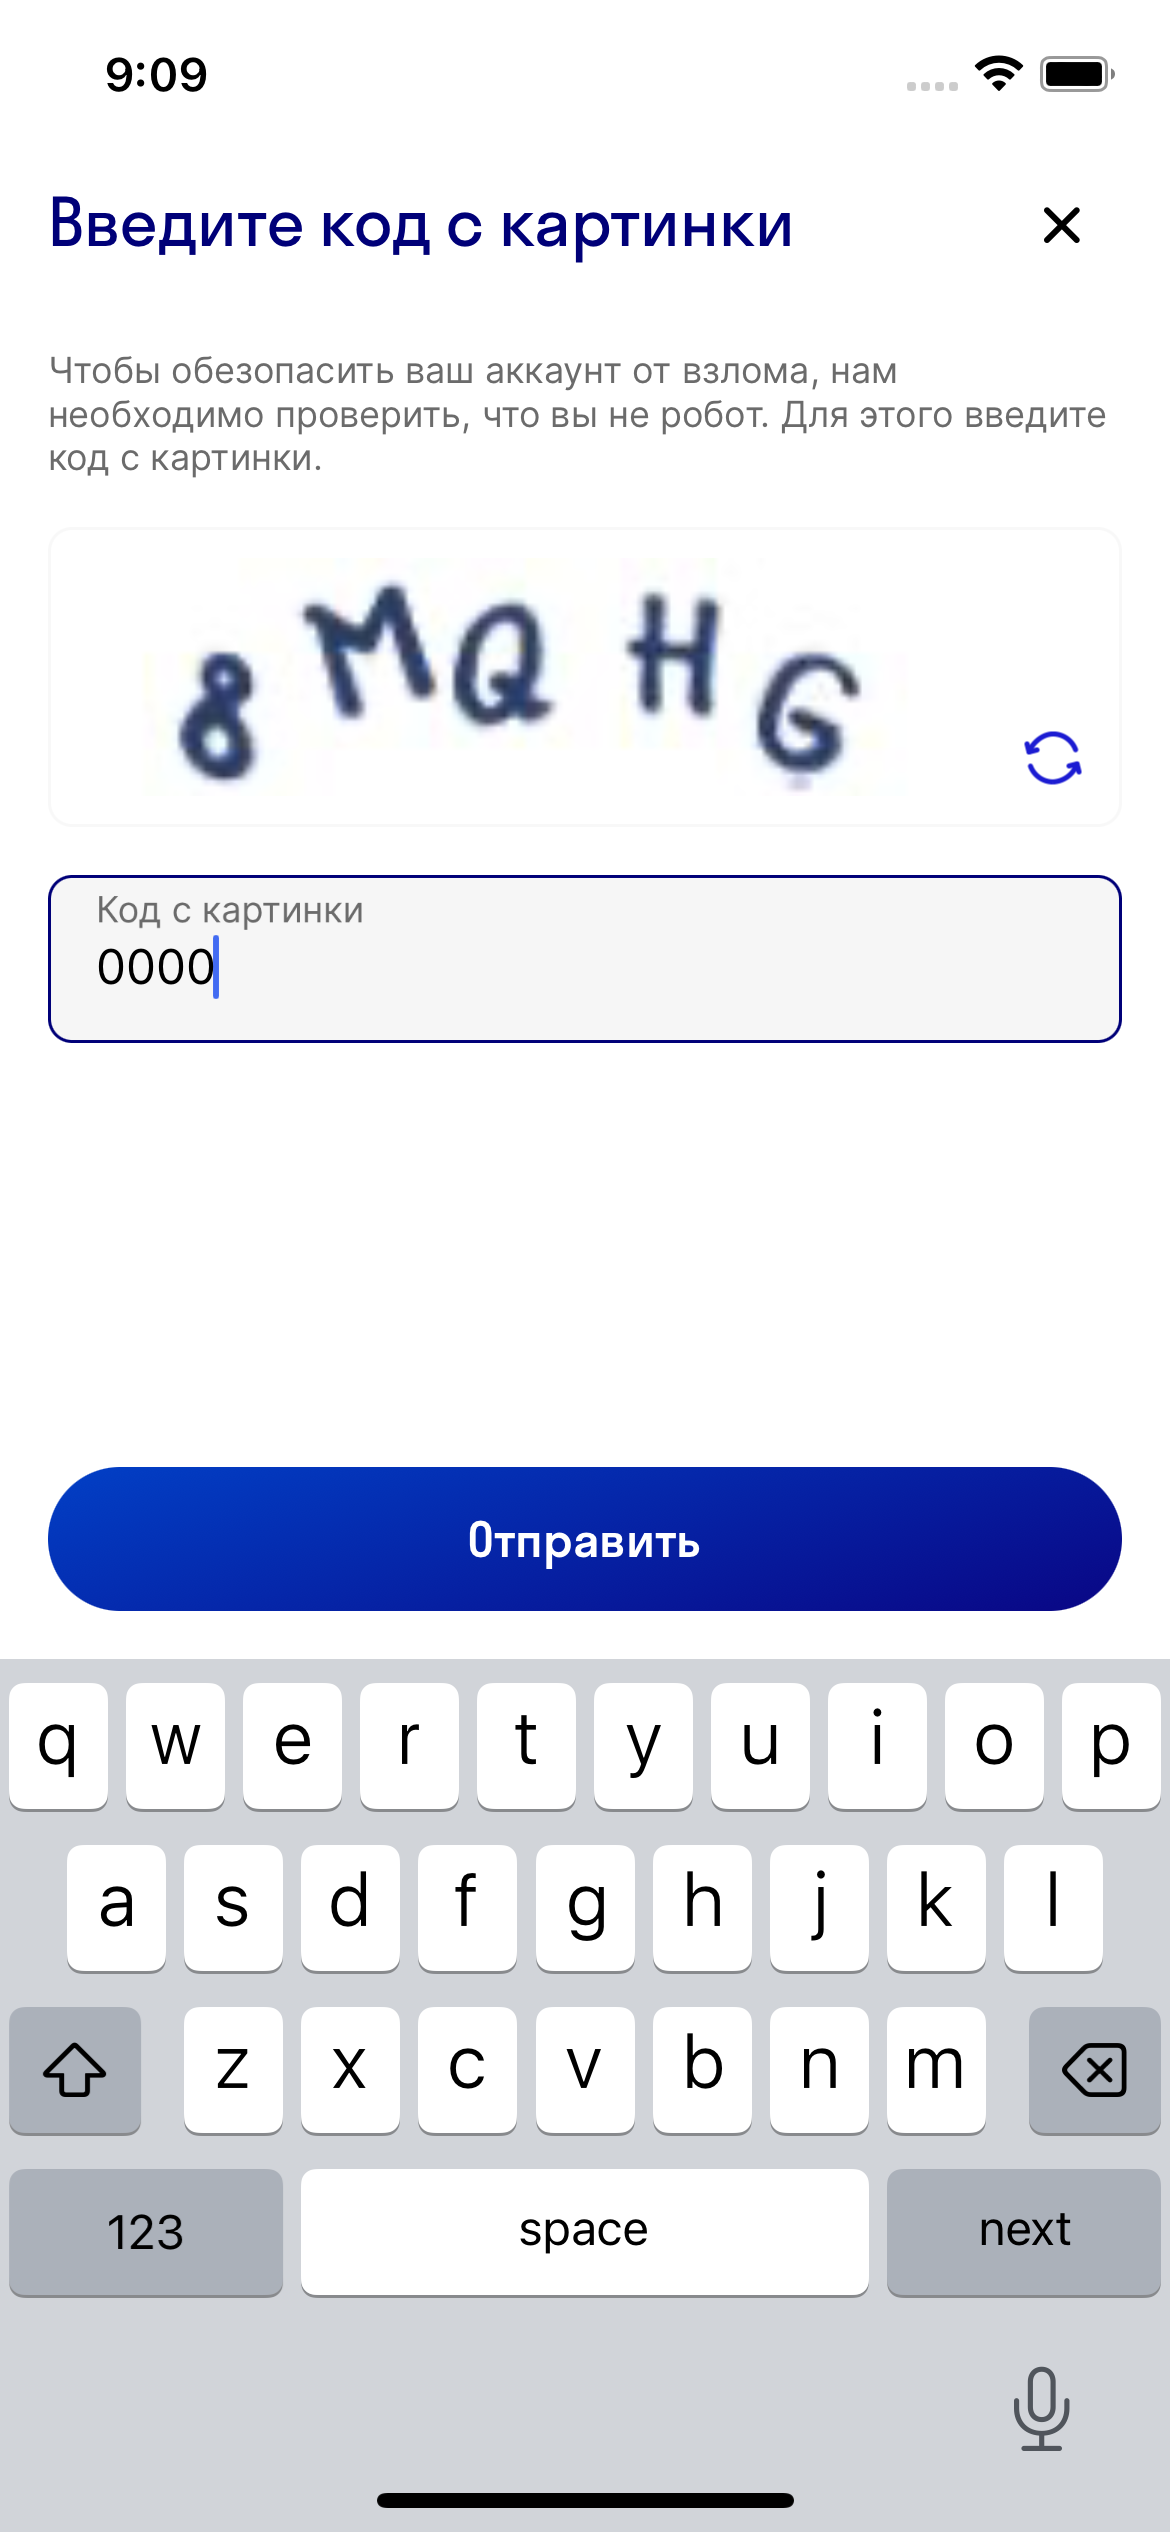 9:09
Введите код с картинки
Чтобы обезопасить ваш аккаунт от взлома, нам
необходимо проверить, что вы не робот. Для этого введите
код с картинки.
8MQHG
Код с картинки
0000
Отправить
q w e r t y u i o p
a s d f g h j k l
z x c v b n m
123 space next